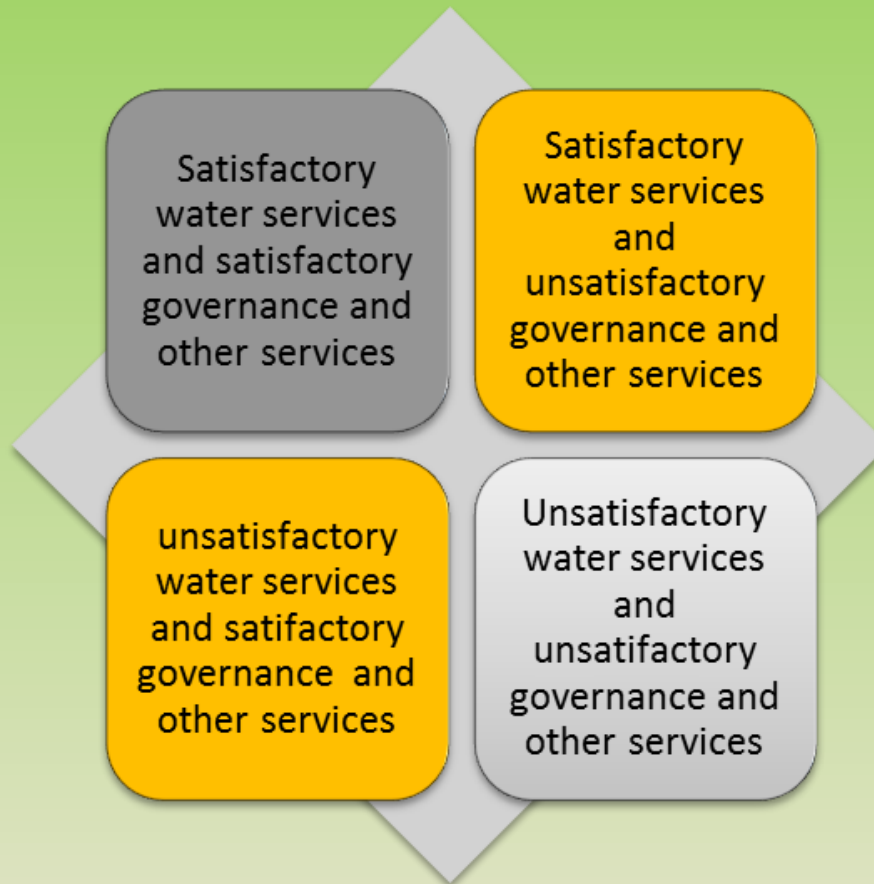 Satisfactory
water services
and satisfactory
governance and
other services
Satisfactory
water services
and
unsatisfactory
governance and
other services
unsatisfactory
water services
and satifactory
governance  and
other services
Unsatisfactory
water services
and
unsatifactory
governance and
other services